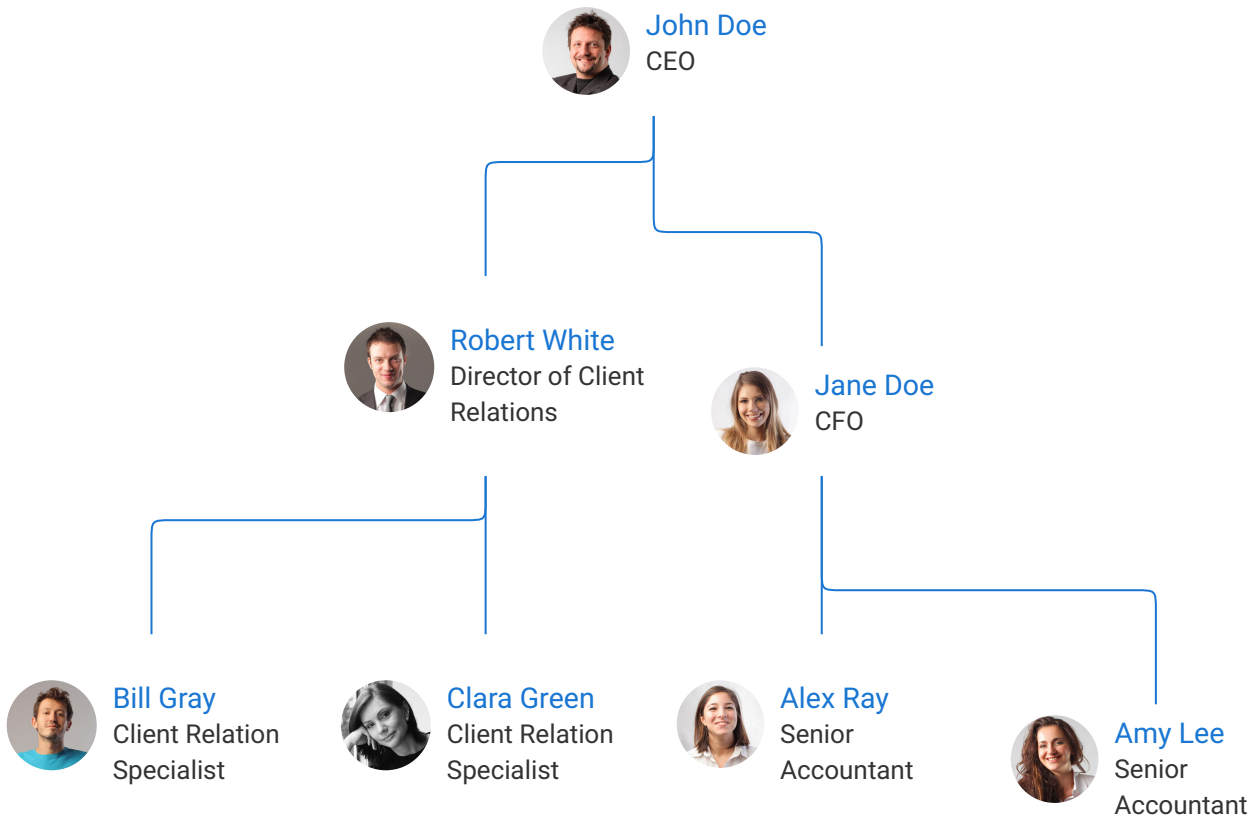 John Doe
CEO
Robert White
Director of Client
Relations
Jane Doe
CFO
Bill Gray
Client Relation
Specialist
Clara Green
Client Relation
Specialist
Alex Ray
Senior
Accountant
Amy Lee
Senior
Accountant